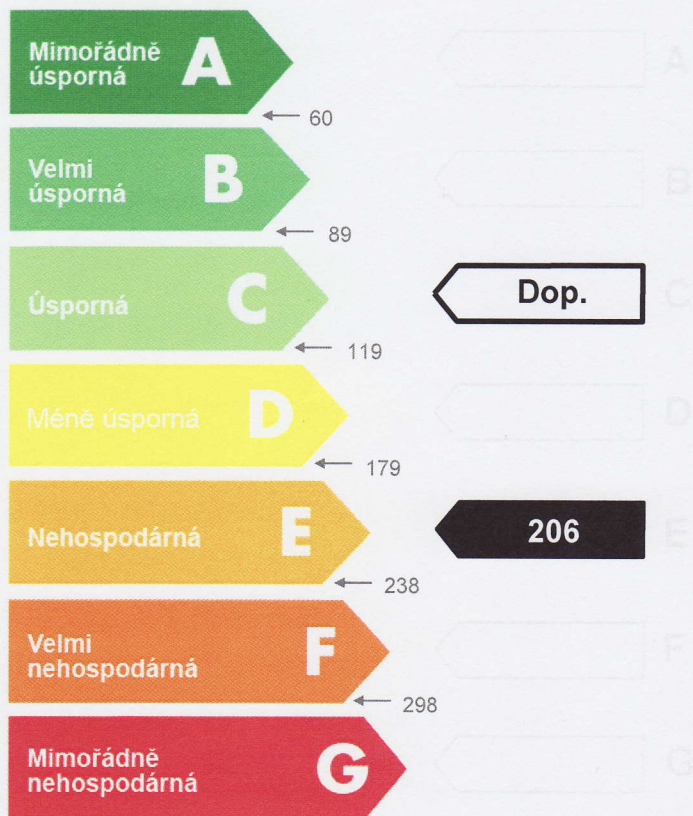 Mimořádně
úsporná
A
60
Velmi
úsporná
B
89
Úsporná
C
Dop.
119
Méně úsporná
D
179
Nehospodárná
E
206
238
Velmi
nehospodárná
F
298
Mimořádně
nehospodárná
G
A
B
C
D
E
F
G